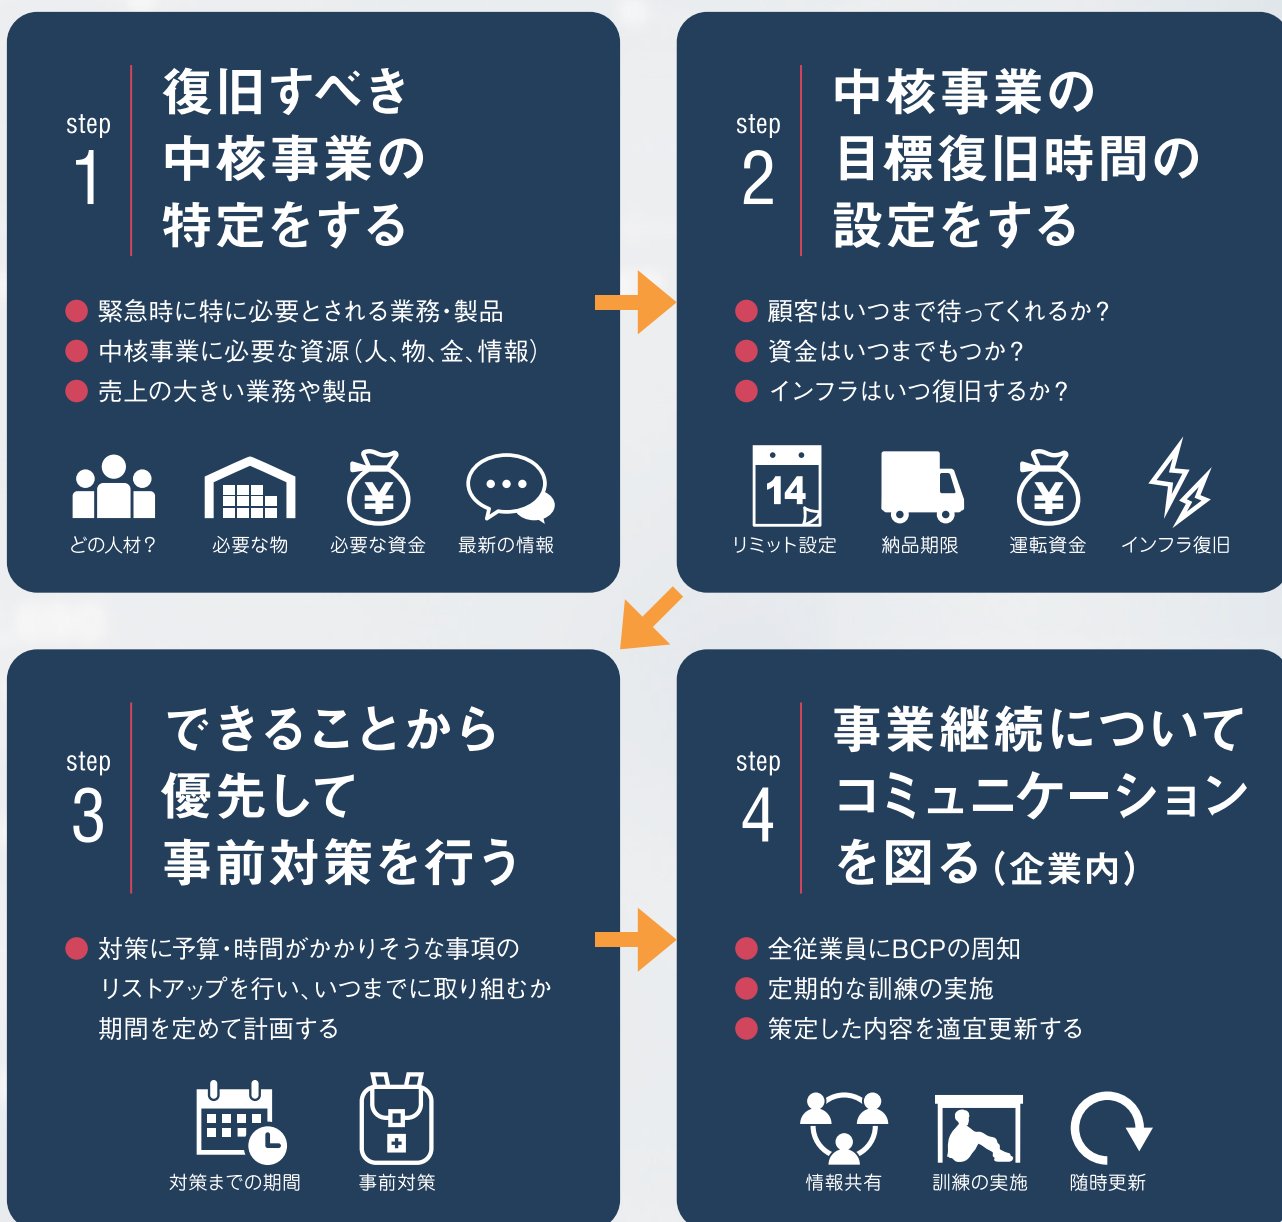 step
1
復旧すべき
中核事業の
特定をする
● 緊急時に特に必要とされる業務・製品
● 中核事業に必要な資源(人、物、金、情報)
● 売上の大きい業務や製品
¥
どの人材?
必要な物
必要な資金
最新の情報
step
2
中核事業の
目標復旧時間の
設定をする
● 顧客はいつまで待ってくれるか?
● 資金はいつまでもつか?
● インフラはいつ復旧するか?
14
¥
リミット設定
納品期限
運転資金
インフラ復旧
step
3
できることから
優先して
事前対策を行う
● 対策に予算・時間がかかりそうな事項の
リストアップを行い、いつまでに取り組むか
期間を定めて計画する
対策までの期間
事前対策
step
4
事業継続について
コミュニケーション
を図る(企業内)
● 全従業員にBCPの周知
● 定期的な訓練の実施
● 策定した内容を適宜更新する
情報共有
訓練の実施
随時更新